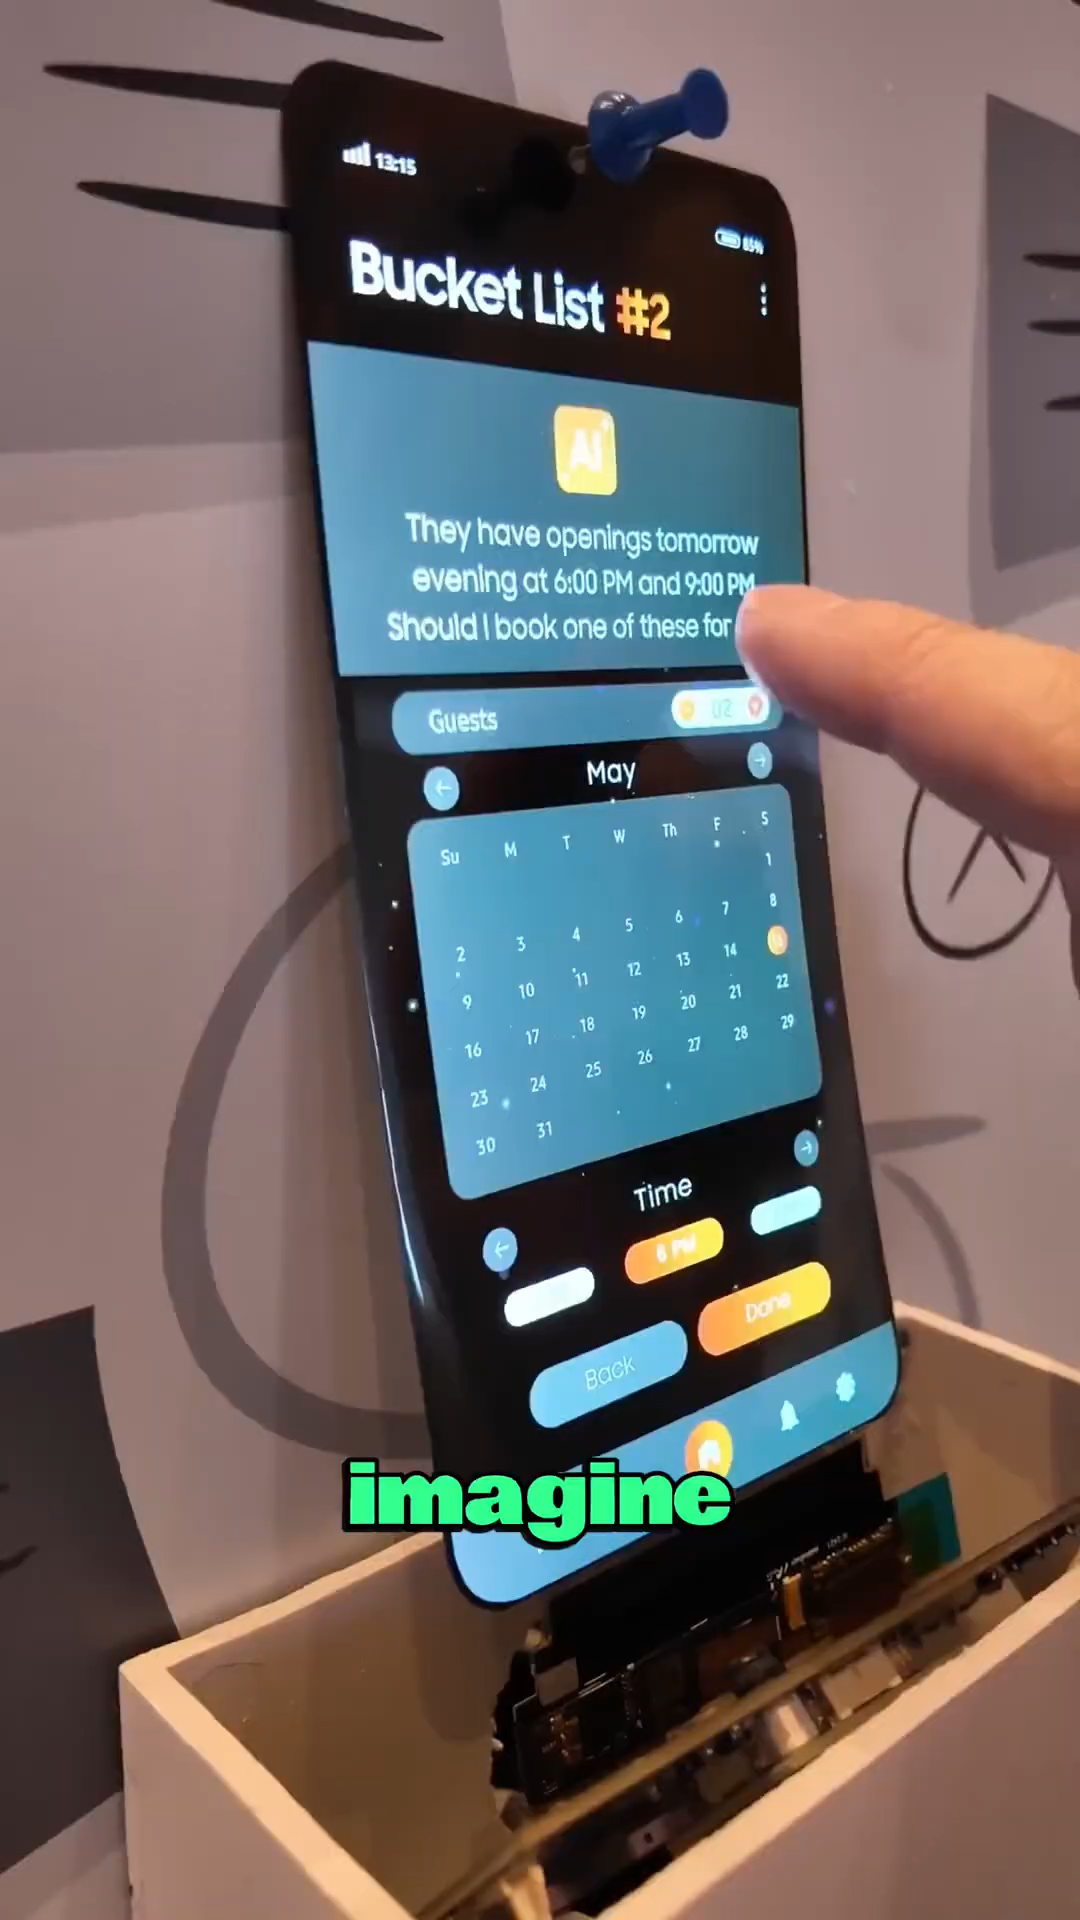 13:15
85%
Bucket List #2
AI
They have openings tomorrow
evening at 6:00 PM and 9:00 PM
Should I book one of these for
Guests
02
May
Su M T W Th F S
1
2 3 4 5 6 7 8
9 10 11 12 13 14
16 17 18 19 20 21 22
23 24 25 26 27 28 29
30 31
Time
6 PM
Done
Back
imagine